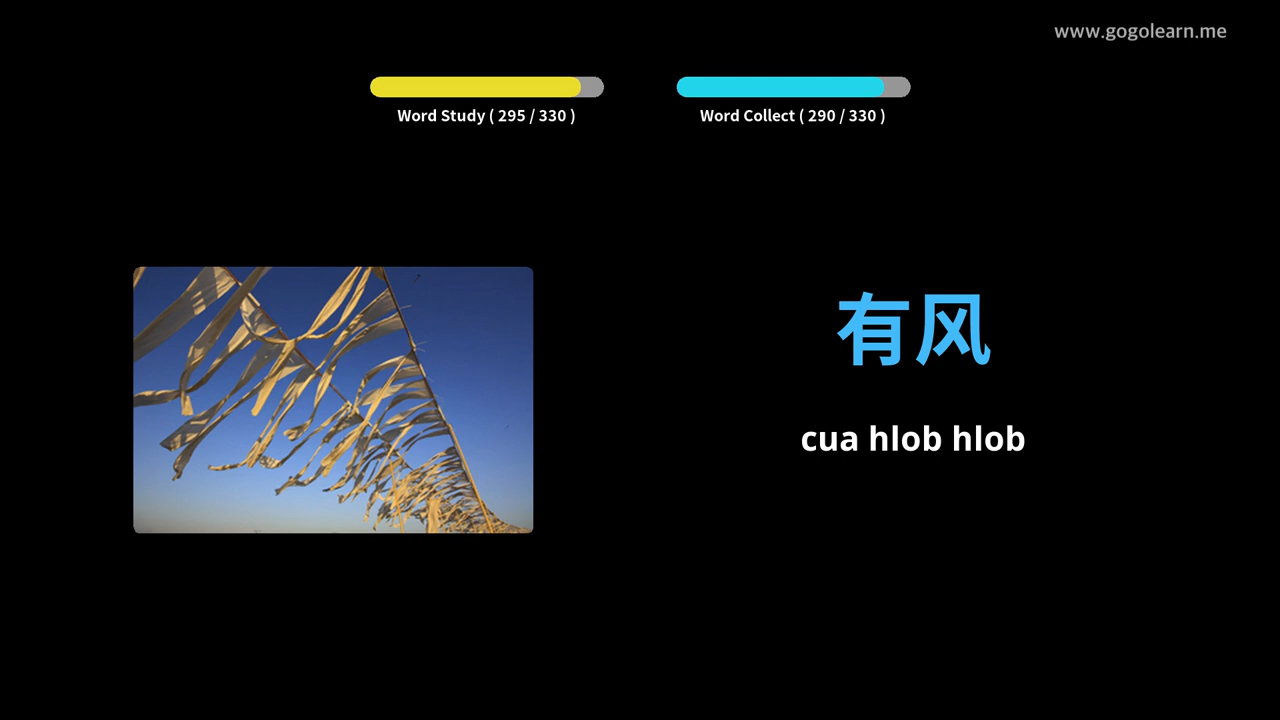 www.gogolearn.me
Word Study ( 295 / 330 )
Word Collect ( 290 / 330 )
有风
cua hlob hlob